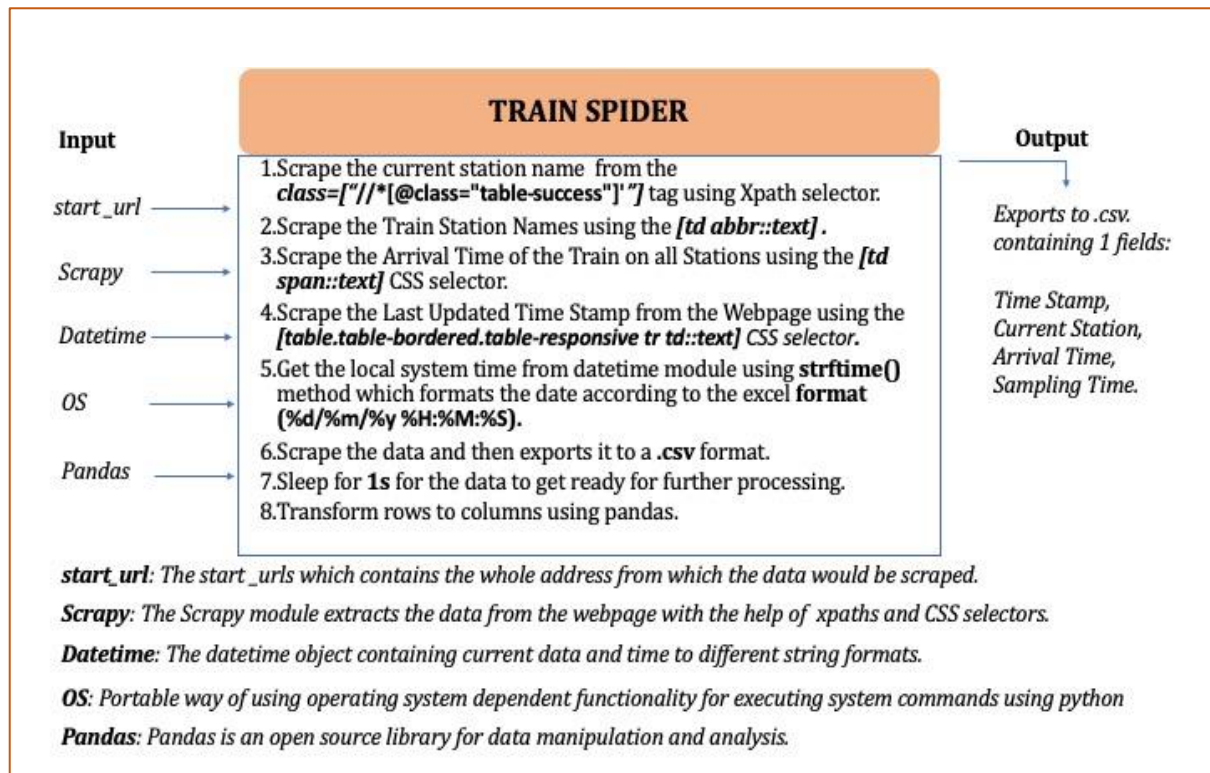 TRAIN SPIDER
Input
start_url
Scrapy
Datetime
OS
Pandas
1.Scrape the current station name from the
class=["//*[@class="table-success"]'"] tag using Xpath selector.
2.Scrape the Train Station Names using the [td abbr::text] .
3.Scrape the Arrival Time of the Train on all Stations using the [td
span::text] CSS selector.
4.Scrape the Last Updated Time Stamp from the Webpage using the
[table.table-bordered.table-responsive tr td::text] CSS selector.
5.Get the local system time from datetime module using strftime()
method which formats the date according to the excel format
(%d/%m/%y %H:%M:%S).
6.Scrape the data and then exports it to a .csv format.
7.Sleep for 1s for the data to get ready for further processing.
8.Transform rows to columns using pandas.
Output
Exports to .csv.
containing 1 fields:
Time Stamp,
Current Station,
Arrival Time,
Sampling Time.
start_url: The start_urls which contains the whole address from which the data would be scraped.
Scrapy: The Scrapy module extracts the data from the webpage with the help of xpaths and CSS selectors.
Datetime: The datetime object containing current data and time to different string formats.
OS: Portable way of using operating system dependent functionality for executing system commands using python
Pandas: Pandas is an open source library for data manipulation and analysis.